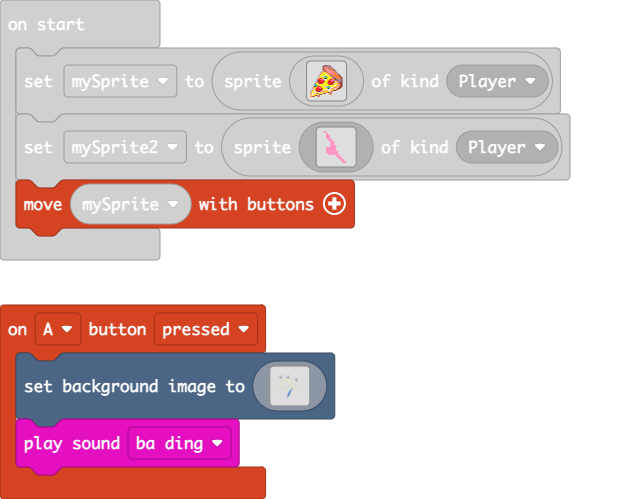 on start
set mySprite to sprite of kind Player
set mySprite2 to sprite of kind Player
move mySprite with buttons
on A button pressed
set background image to
play sound ba ding